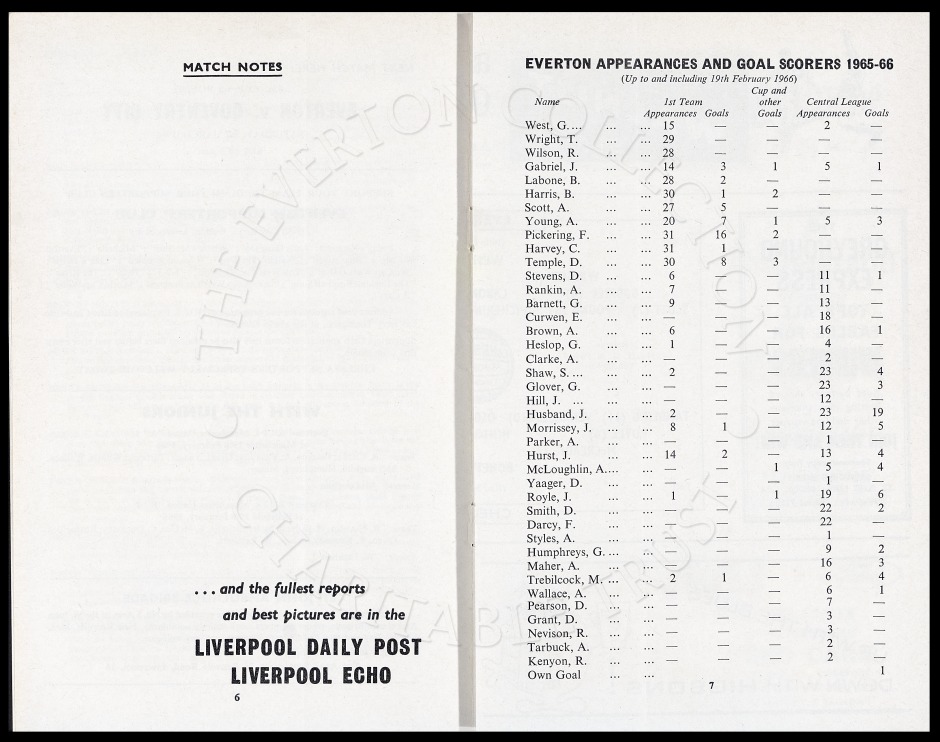 MATCH NOTES
... and the fullest reports
and best pictures are in the
LIVERPOOL DAILY POST
LIVERPOOL ECHO
6
EVERTON APPEARANCES AND GOAL SCORERS 1965-66
(Up to and including 19th February 1966)
Name 1st Team Cup and other Central League
Appearances Goals Goals Appearances Goals
West, G. ... ... ... 15 — — 2 —
Wright, T. ... ... 29 — — — —
Wilson, R. ... ... 28 — — — —
Gabriel, J. ... ... 14 3 1 5 1
Labone, B. ... ... 28 2 — — —
Harris, B. ... ... 30 1 2 — —
Scott, A. ... ... 27 5 — — —
Young, A. ... ... 20 7 1 5 3
Pickering, F. ... ... 31 16 2 — —
Harvey, C. ... ... 31 1 — — —
Temple, D. ... ... 30 8 3 — —
Stevens, D. ... ... 6 — — 11 1
Rankin, A. ... ... 7 — — 11 —
Barnett, G. ... ... 9 — — 13 —
Curwen, E. ... ... — — — 18 —
Brown, A. ... ... 6 — — 16 1
Heslop, G. ... ... 1 — — 4 —
Clarke, A. ... ... — — — 2 —
Shaw, S. ... ... ... 2 — — 23 4
Glover, G. ... ... — — — 23 3
Hill, J. ... ... ... — — — 12 —
Husband, J. ... ... 2 — — 23 19
Morrissey, J. ... ... 8 1 — 12 5
Parker, A. ... ... — — — 1 —
Hurst, J. ... ... 14 2 — 13 4
McLoughlin, A. ... ... — — 1 5 4
Yaager, D. ... ... — — — 1 —
Royle, J. ... ... 1 — 1 19 6
Smith, D. ... ... — — — 22 2
Darcy, F. ... ... — — — 22 —
Styles, A. ... ... — — — 1 —
Humphreys, G. ... ... — — — 9 2
Maher, A. ... ... — — — 16 3
Trebilcock, M. ... ... 2 1 — 6 4
Wallace, A. ... ... — — — 6 1
Pearson, D. ... ... — — — 7 —
Grant, D. ... ... — — — 3 —
Nevison, R. ... ... — — — 3 —
Tarbuck, A. ... ... — — — 2 —
Kenyon, R. ... ... — — — 2 —
Own Goal ... ... 1
7
© THE EVERTON COLLECTION
CHARITABLE TRUST